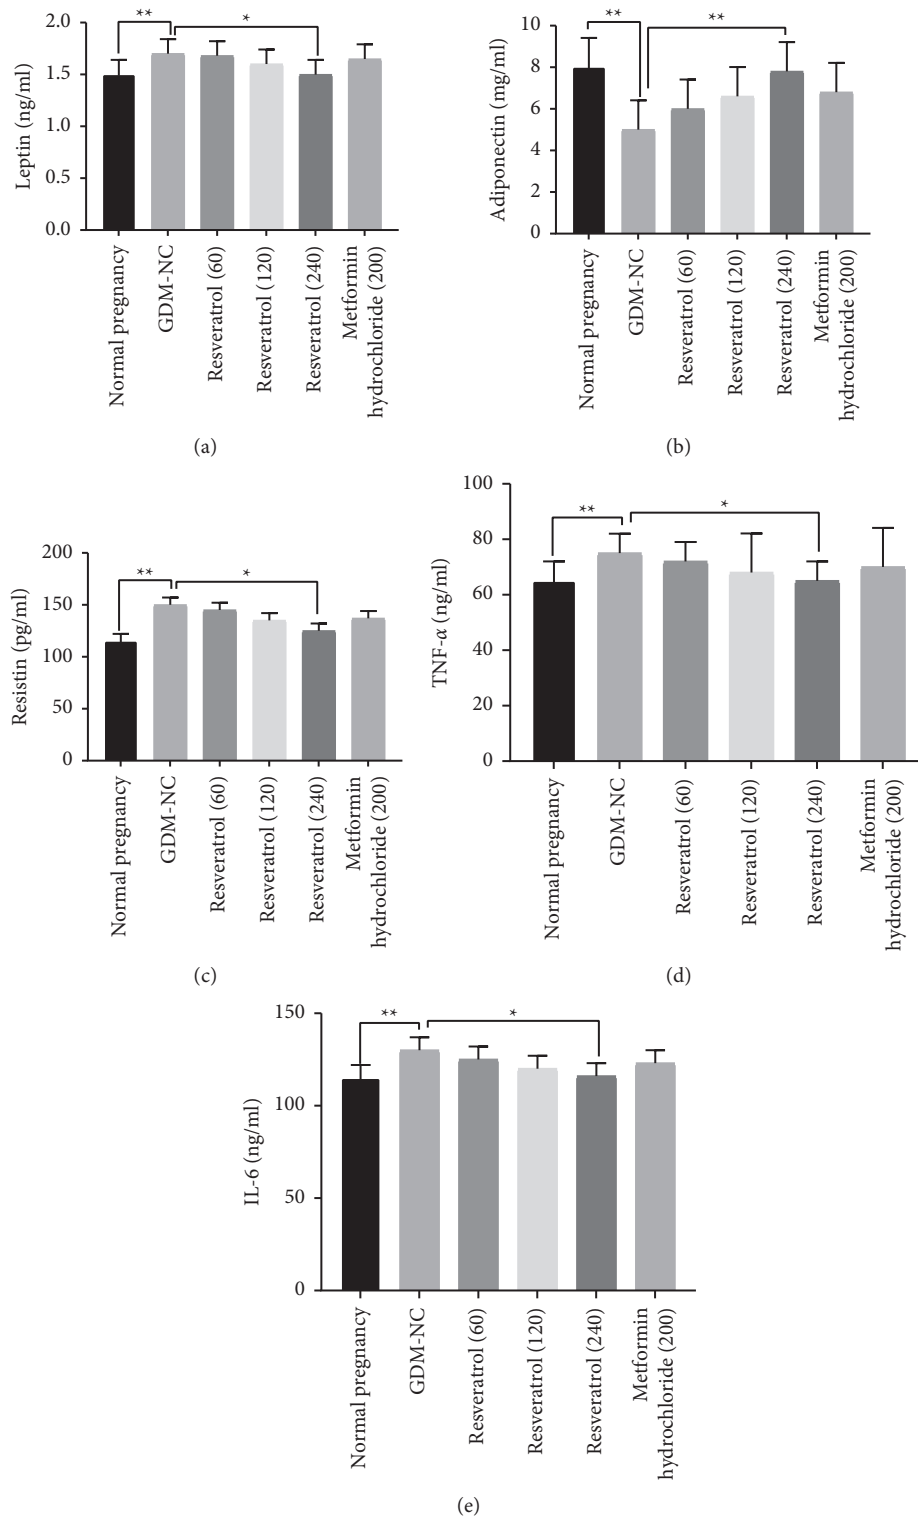 **
*
2.0
1.5
1.0
0.5
0.0
Leptin (ng/ml)
Normal pregnancy
GDM-NC
Resveratrol (60)
Resveratrol (120)
Resveratrol (240)
Metformin
hydrochloride (200)
(a)
**
**
10
8
6
4
2
0
Adiponectin (mg/ml)
Normal pregnancy
GDM-NC
Resveratrol (60)
Resveratrol (120)
Resveratrol (240)
Metformin
hydrochloride (200)
(b)
**
*
200
150
100
50
0
Resistin (pg/ml)
Normal pregnancy
GDM-NC
Resveratrol (60)
Resveratrol (120)
Resveratrol (240)
Metformin
hydrochloride (200)
(c)
**
*
100
80
60
40
20
0
TNF-α (ng/ml)
Normal pregnancy
GDM-NC
Resveratrol (60)
Resveratrol (120)
Resveratrol (240)
Metformin
hydrochloride (200)
(d)
**
*
150
100
50
0
IL-6 (ng/ml)
Normal pregnancy
GDM-NC
Resveratrol (60)
Resveratrol (120)
Resveratrol (240)
Metformin
hydrochloride (200)
(e)